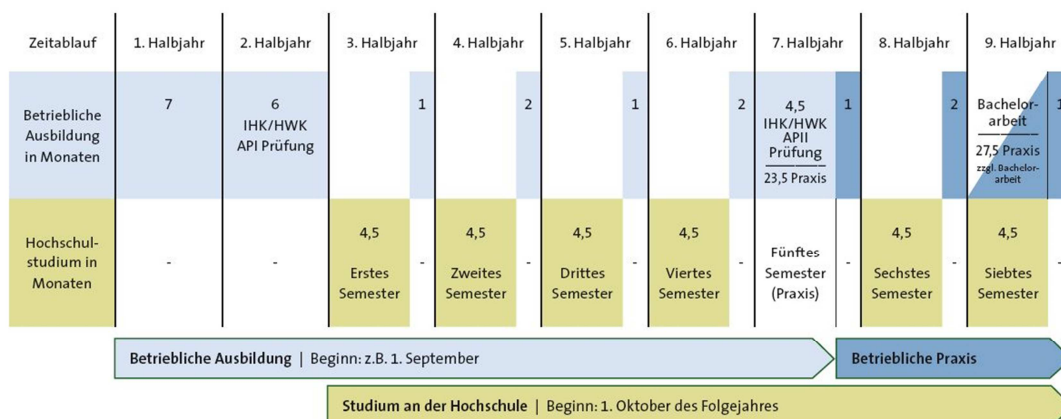 Zeitablauf
1. Halbjahr
2. Halbjahr
3. Halbjahr
4. Halbjahr
5. Halbjahr
6. Halbjahr
7. Halbjahr
8. Halbjahr
9. Halbjahr
Betriebliche
Ausbildung
in Monaten
7
6
IHK/HWK
API Prüfung
1
2
1
2
4,5
IHK/HWK
APII
Prüfung
23,5 Praxis
1
2
Bachelor-
arbeit
27,5 Praxis
zzgl. Bachelor-
arbeit
1
Hochschul-
studium in
Monaten
-
-
4,5
Erstes
Semester
-
4,5
Zweites
Semester
-
4,5
Drittes
Semester
-
4,5
Viertes
Semester
-
Fünftes
Semester
(Praxis)
-
4,5
Sechstes
Semester
-
4,5
Siebtes
Semester
-
Betriebliche Ausbildung | Beginn: z.B. 1. September
Betriebliche Praxis
Studium an der Hochschule | Beginn: 1. Oktober des Folgejahres